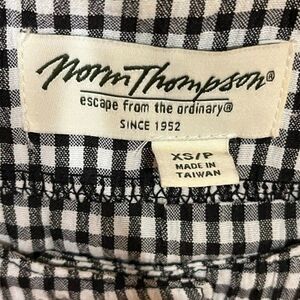 Norm Thompson®
escape from the ordinary®
SINCE 1952
XS/P
MADE IN
TAIWAN